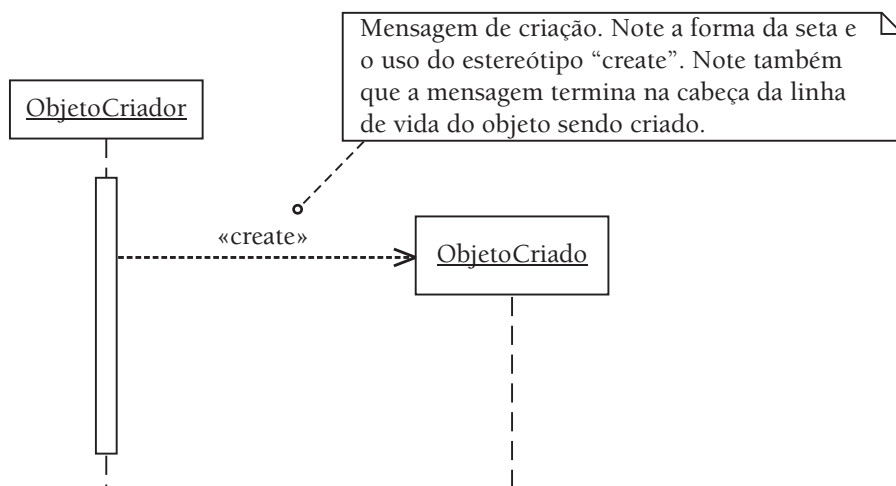 Mensagem de criação. Note a forma da seta e
o uso do estereótipo “create”. Note também
que a mensagem termina na cabeça da linha
de vida do objeto sendo criado.
ObjetoCriador
«create»
ObjetoCriado